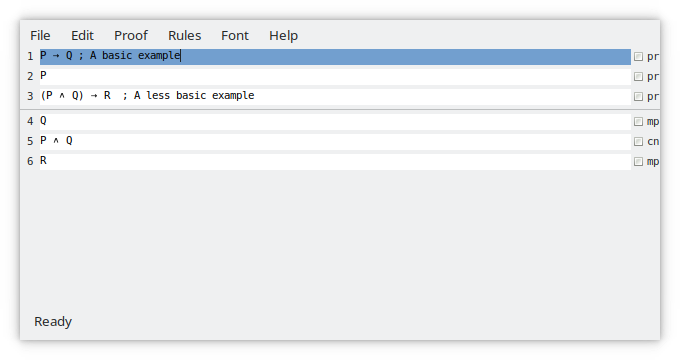 File Edit Proof Rules Font Help
1 P → Q ; A basic example pr
2 P pr
3 (P ∧ Q) → R  ; A less basic example pr
4 Q mp
5 P ∧ Q cn
6 R mp
Ready